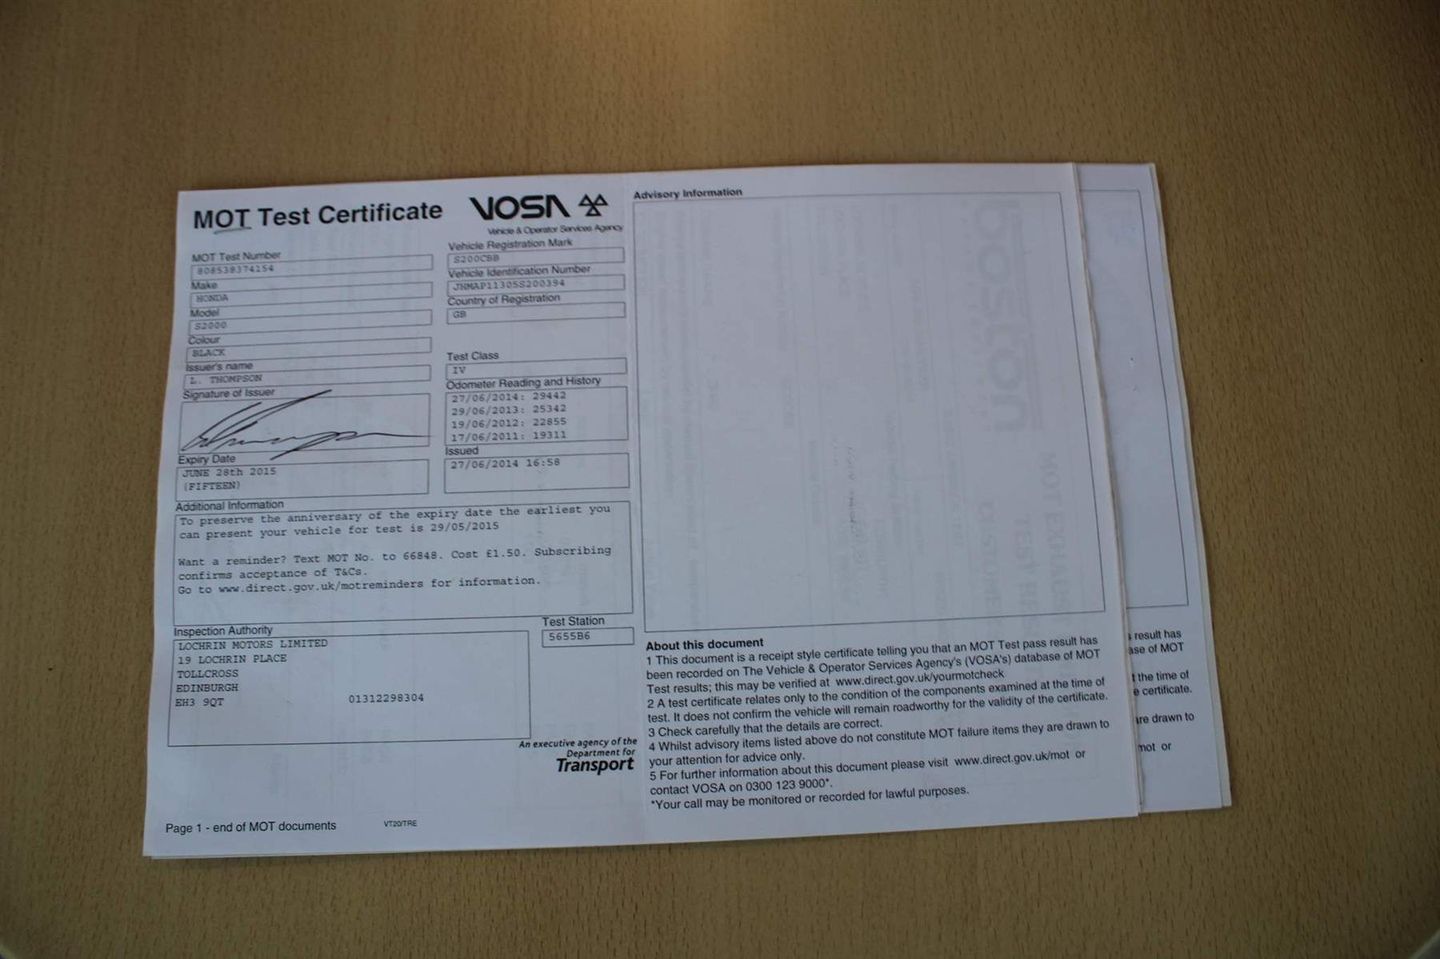 MOT Test Certificate
VOSA
Vehicle & Operator Services Agency
MOT Test Number
808538374254
Make
HONDA
Model
S2000
Colour
BLACK
Issuer's name
L. THOMPSON
Signature of Issuer
Expiry Date
JUNE 28th 2015
(FIFTEEN)
Vehicle Registration Mark
S200CBB
Vehicle Identification Number
JHMAP11305S200394
Country of Registration
GB
Test Class
IV
Odometer Reading and History
27/06/2014: 29442
29/06/2013: 25342
19/06/2012: 22855
17/06/2011: 19311
Issued
27/06/2014 16:58
Additional Information
To preserve the anniversary of the expiry date the earliest you
can present your vehicle for test is 29/05/2015
Want a reminder? Text MOT No. to 66848. Cost £1.50. Subscribing
confirms acceptance of T&Cs.
Go to www.direct.gov.uk/motreminders for information.
Inspection Authority
LOCHRIN MOTORS LIMITED
19 LOCHRIN PLACE
TOLLCROSS
EDINBURGH
EH3 9QT 01312298304
Test Station
5655B6
An executive agency of the
Department for
Transport
Page 1 - end of MOT documents
VT20/TRE
Advisory Information
About this document
1 This document is a receipt style certificate telling you that an MOT Test pass result has
been recorded on The Vehicle & Operator Services Agency's (VOSA's) database of MOT
Test results; this may be verified at www.direct.gov.uk/yourmotcheck
2 A test certificate relates only to the condition of the components examined at the time of
test. It does not confirm the vehicle will remain roadworthy for the validity of the certificate.
3 Check carefully that the details are correct.
4 Whilst advisory items listed above do not constitute MOT failure items they are drawn to
your attention for advice only.
5 For further information about this document please visit www.direct.gov.uk/mot or
contact VOSA on 0300 123 9000*.
*Your call may be monitored or recorded for lawful purposes.
result has
ase of MOT
the time of
certificate.
are drawn to
mot or